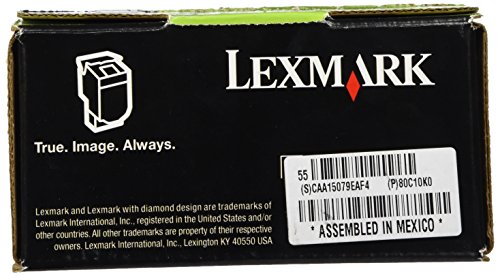 LEXMARK
True. Image. Always.
Lexmark and Lexmark with diamond design are trademarks of
Lexmark International, Inc., registered in the United States and/or
other countries. All other trademarks are property of their respective
owners. Lexmark International, Inc., Lexington KY 40550 USA
55
(S)CAA15079EAF4 (P)80C10K0
* ASSEMBLED IN MEXICO *